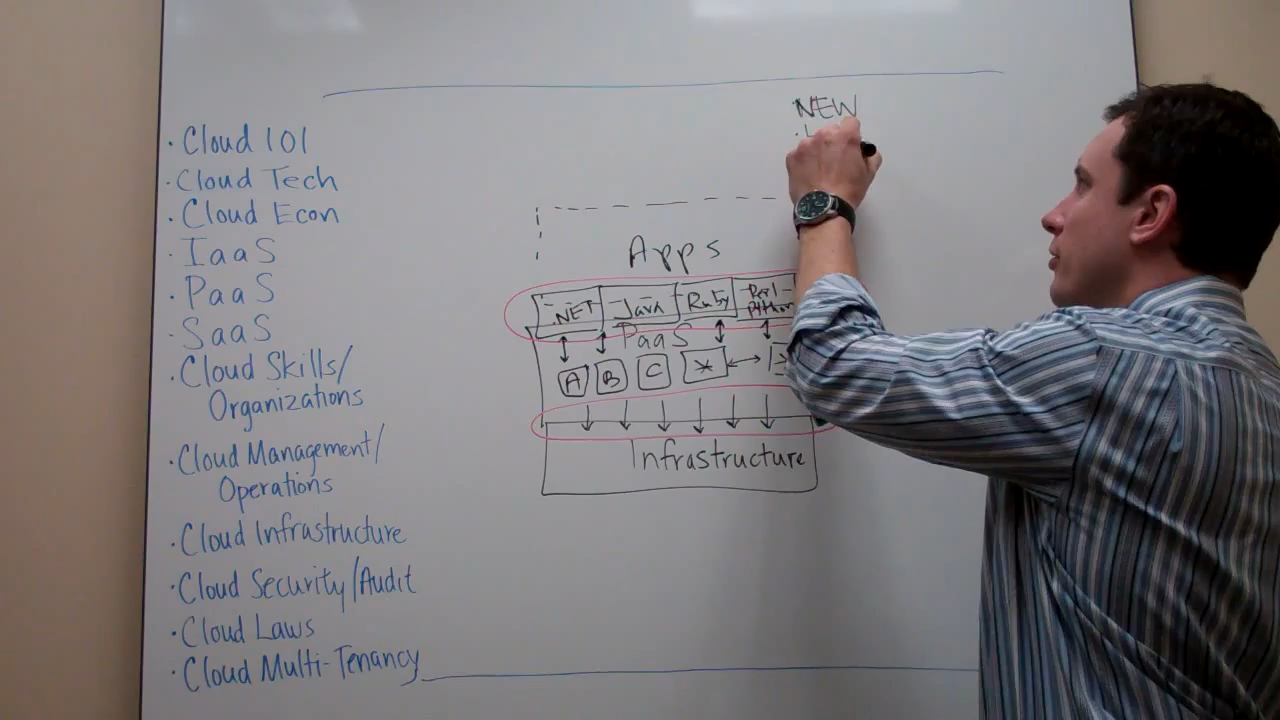 · Cloud 101
· Cloud Tech
· Cloud Econ
· IaaS
· PaaS
· SaaS
· Cloud Skills/
Organizations
· Cloud Management/
Operations
· Cloud Infrastructure
· Cloud Security/Audit
· Cloud Laws
· Cloud Multi-Tenancy
NEW
Apps
.NET Java Ruby Perl
Python
PaaS
A B C *
Infrastructure